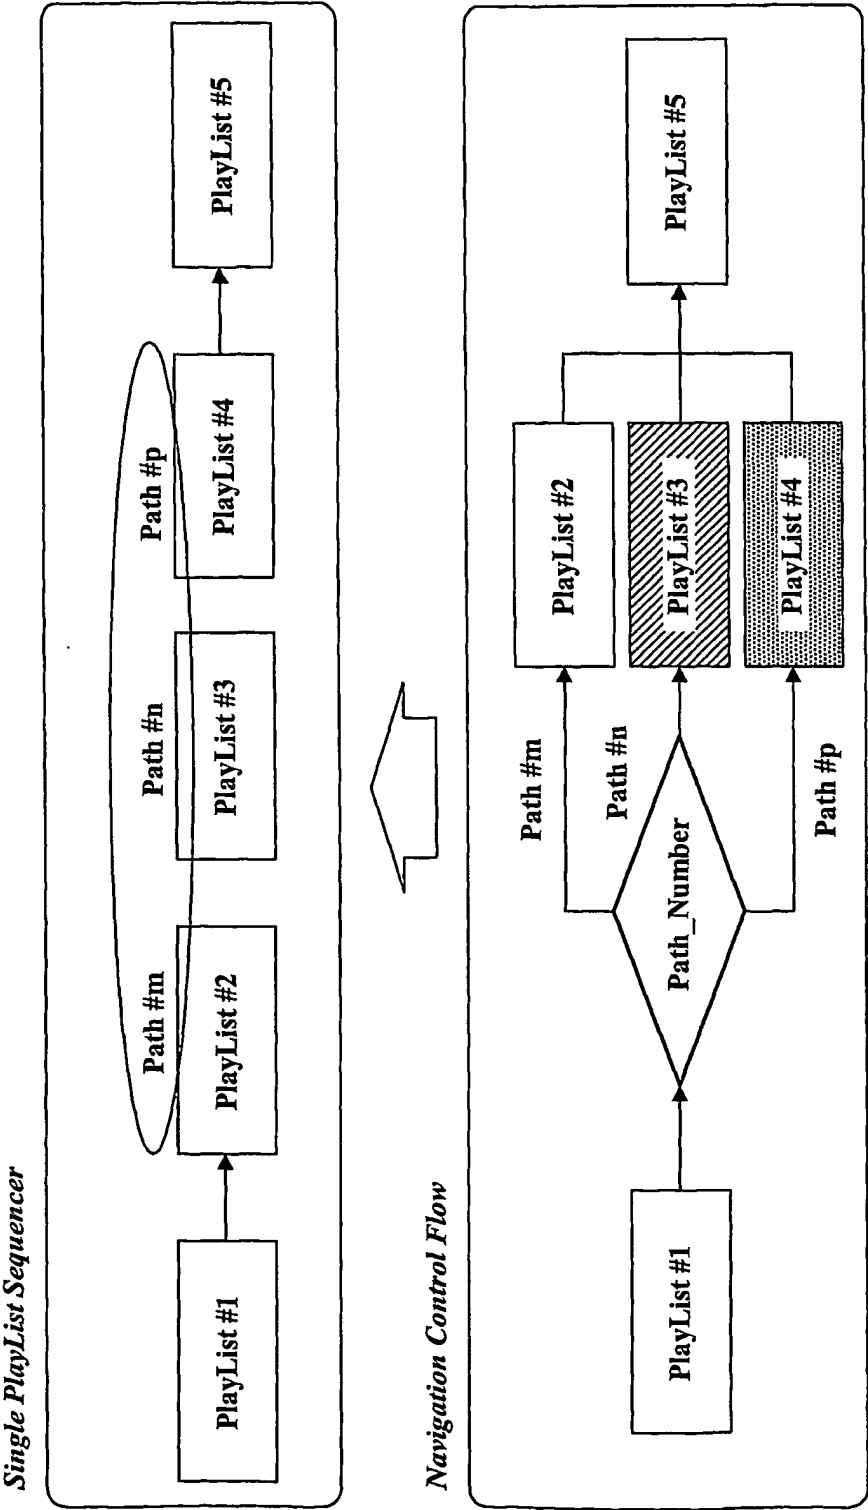 Single PlayList Sequencer
Path #m
Path #n
Path #p
PlayList #1
PlayList #2
PlayList #3
PlayList #4
PlayList #5
Navigation Control Flow
PlayList #1
Path_Number
Path #m
Path #n
Path #p
PlayList #2
PlayList #3
PlayList #4
PlayList #5